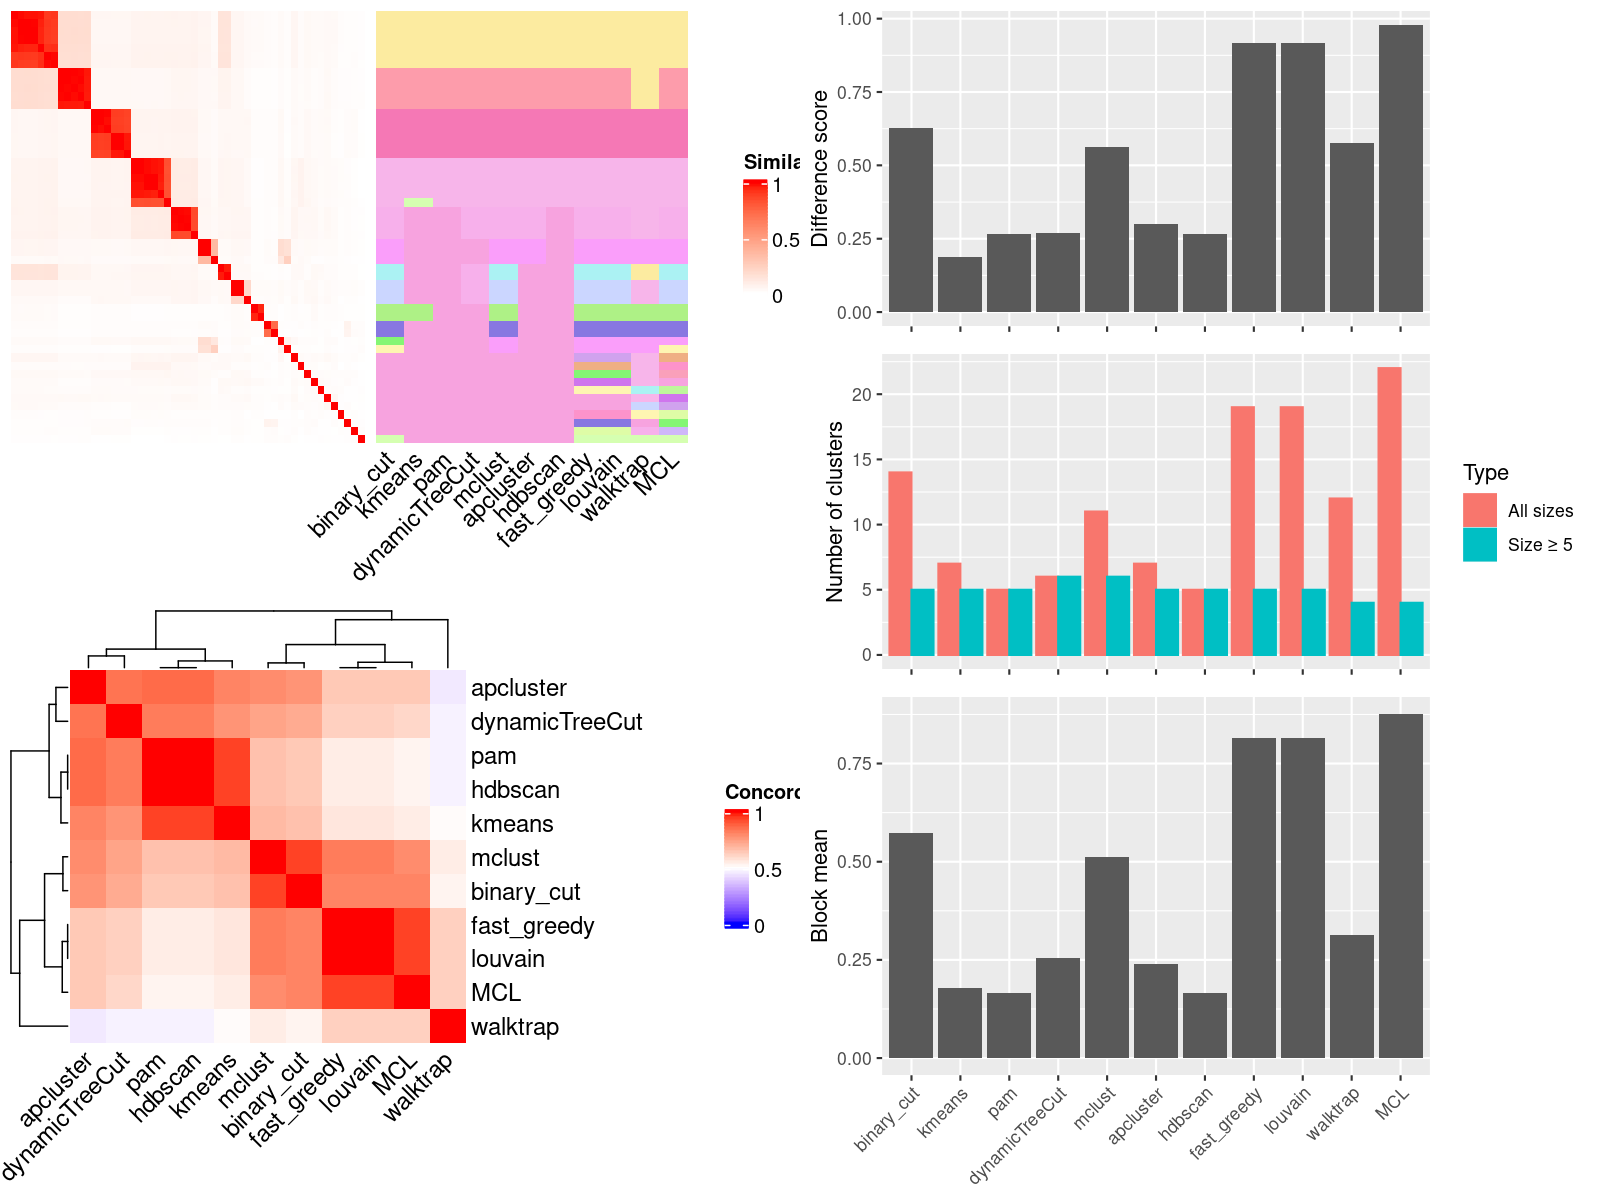 Simila
1
0.5
0
binary_cut
kmeans
pam
dynamicTreeCut
mclust
apcluster
hdbscan
fast_greedy
louvain
walktrap
MCL
Concord
1
0.5
0
apcluster
dynamicTreeCut
pam
hdbscan
kmeans
mclust
binary_cut
fast_greedy
louvain
MCL
walktrap
apcluster
dynamicTreeCut
pam
hdbscan
kmeans
mclust
binary_cut
fast_greedy
louvain
MCL
walktrap
Difference score
1.00
0.75
0.50
0.25
0.00
Number of clusters
20
15
10
5
0
Type
All sizes
Size ≥ 5
Block mean
0.75
0.50
0.25
0.00
binary_cut
kmeans
pam
dynamicTreeCut
mclust
apcluster
hdbscan
fast_greedy
louvain
walktrap
MCL